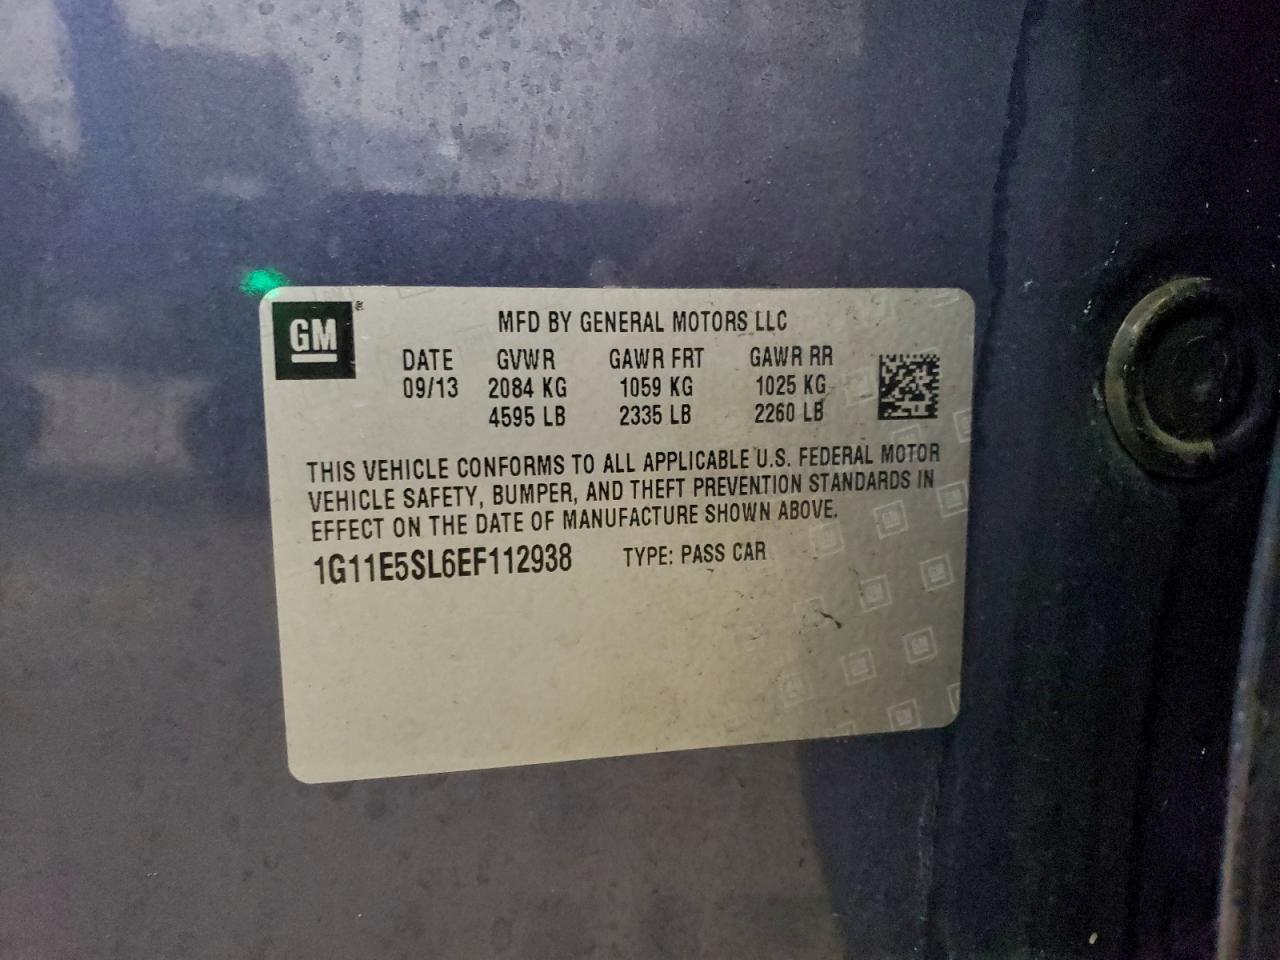 GM ®
MFD BY GENERAL MOTORS LLC
DATE GVWR GAWR FRT GAWR RR
09/13 2084 KG 1059 KG 1025 KG
4595 LB 2335 LB 2260 LB
THIS VEHICLE CONFORMS TO ALL APPLICABLE U.S. FEDERAL MOTOR
VEHICLE SAFETY, BUMPER, AND THEFT PREVENTION STANDARDS IN
EFFECT ON THE DATE OF MANUFACTURE SHOWN ABOVE.
1G11E5SL6EF112938 TYPE: PASS CAR